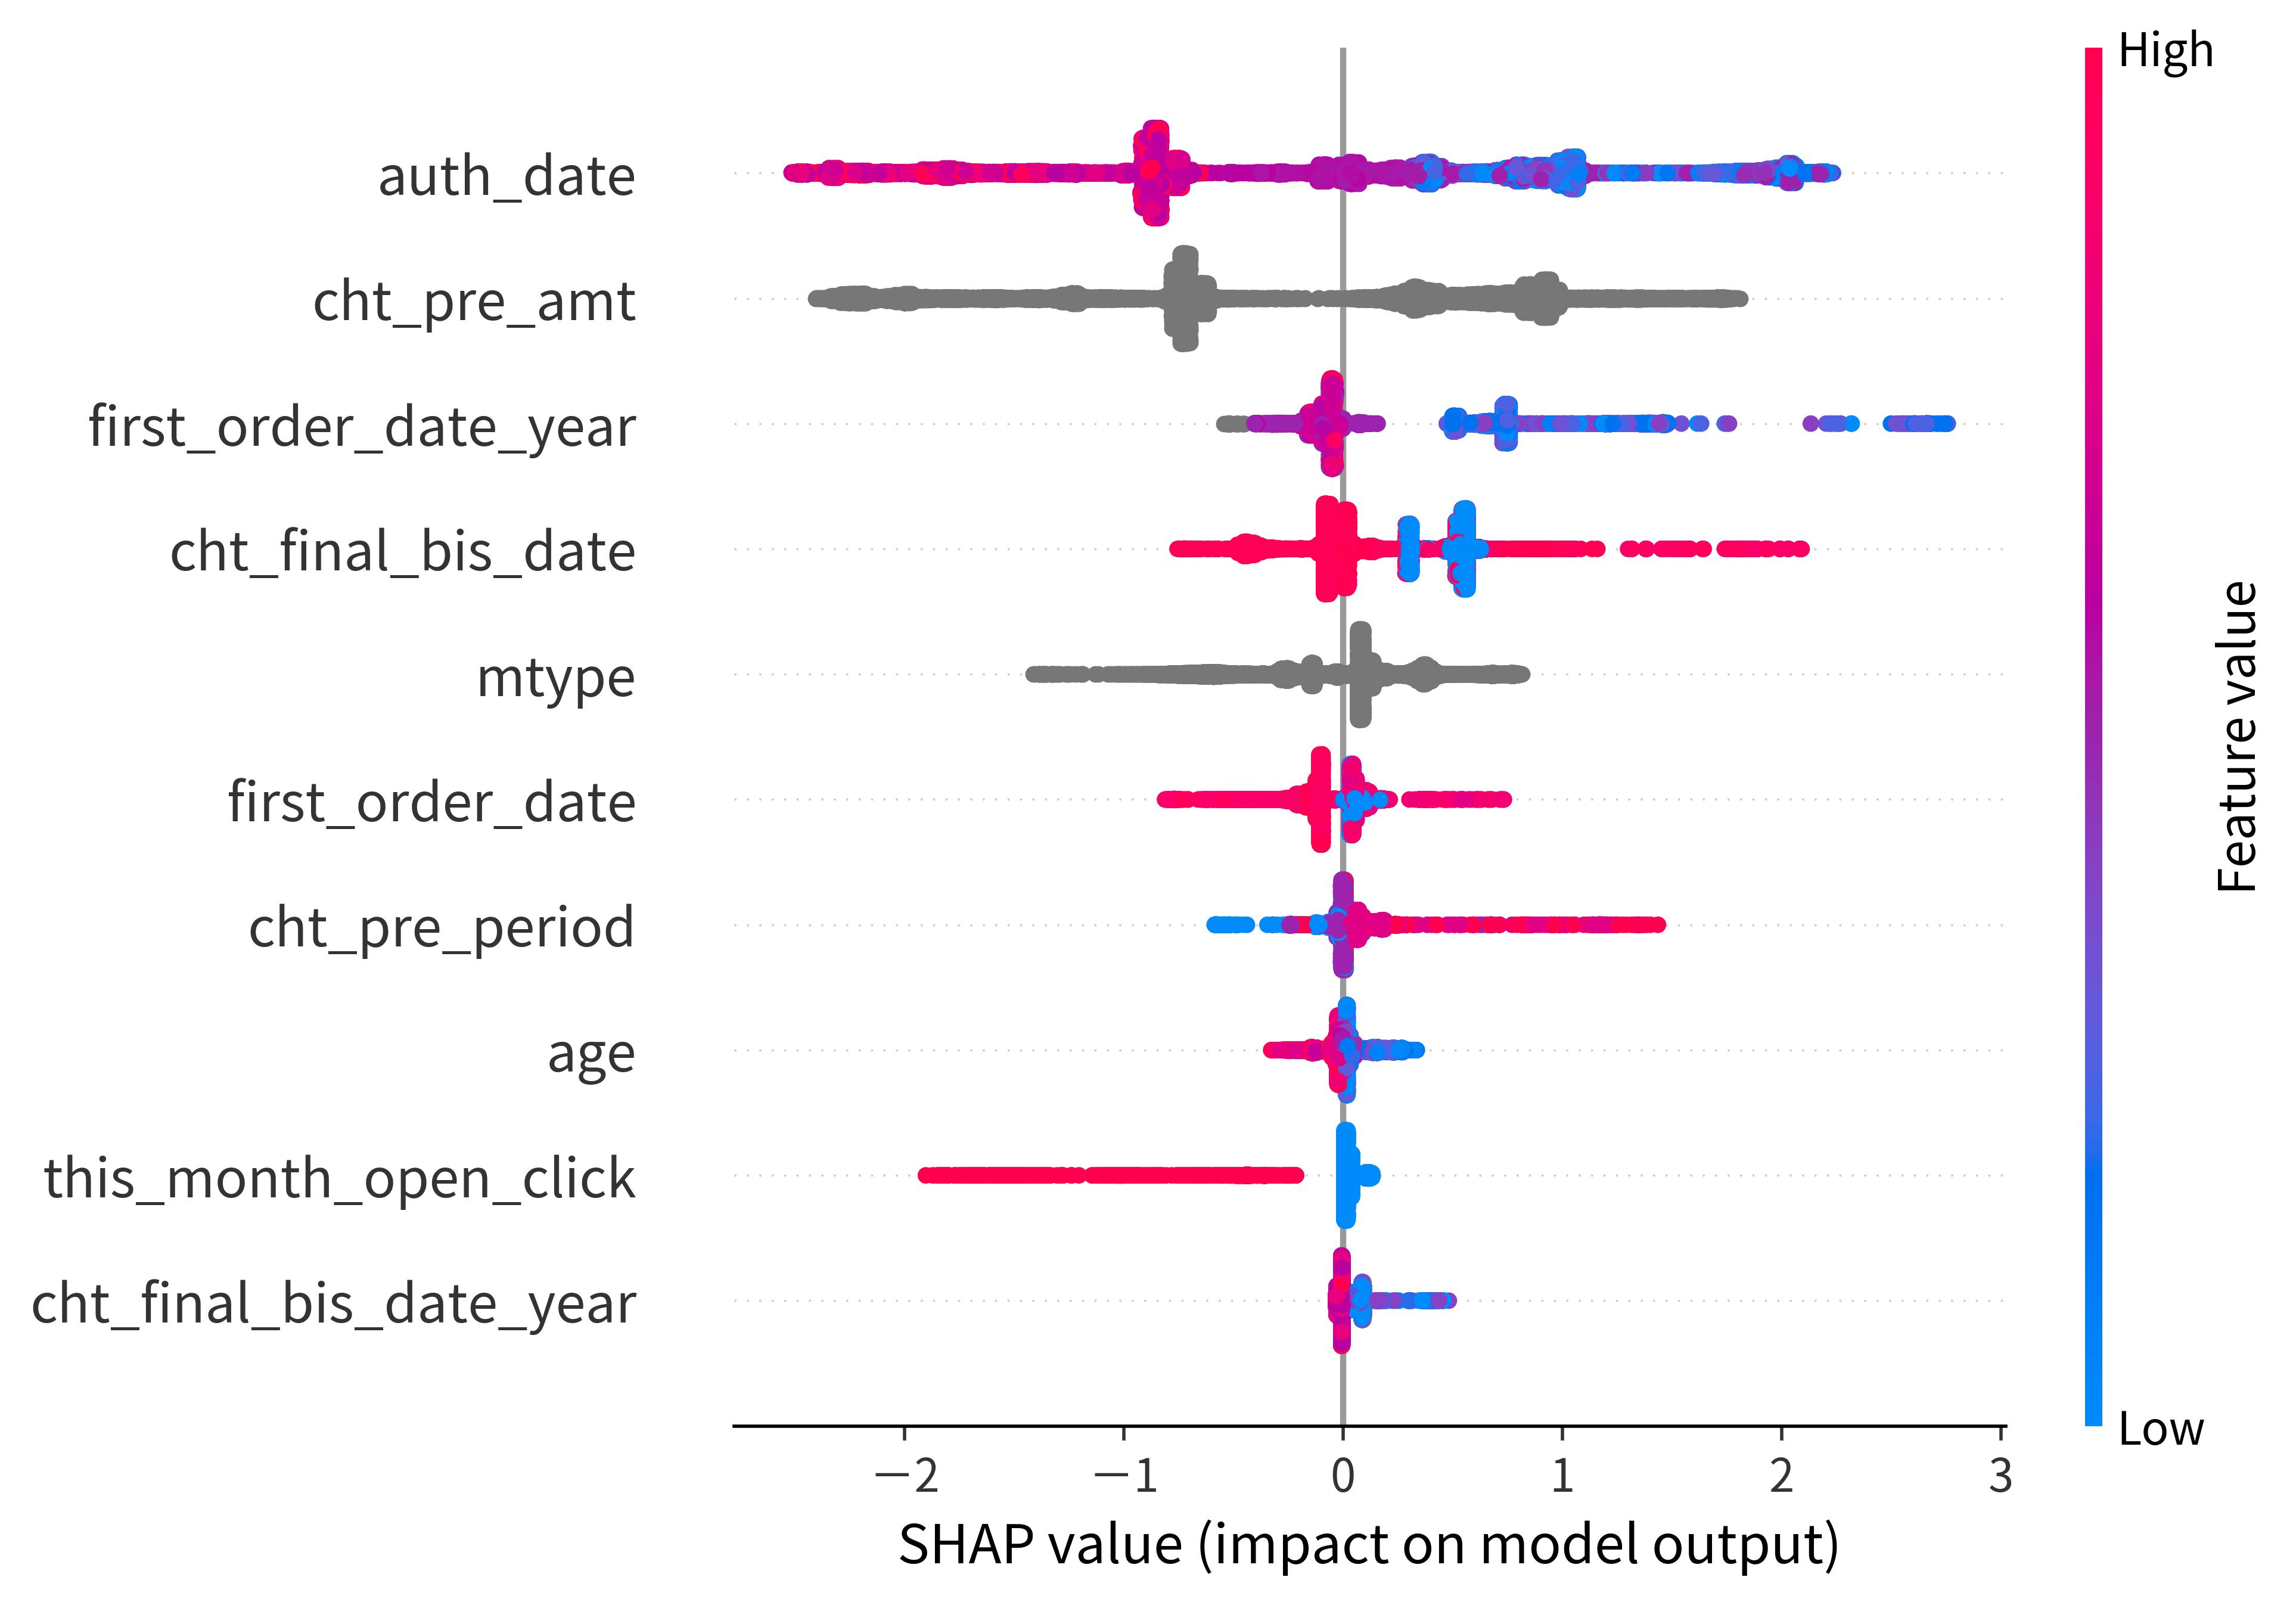 High
auth_date
cht_pre_amt
first_order_date_year
cht_final_bis_date
mtype
first_order_date
cht_pre_period
age
this_month_open_click
cht_final_bis_date_year
Feature value
Low
−2 −1 0 1 2 3
SHAP value (impact on model output)